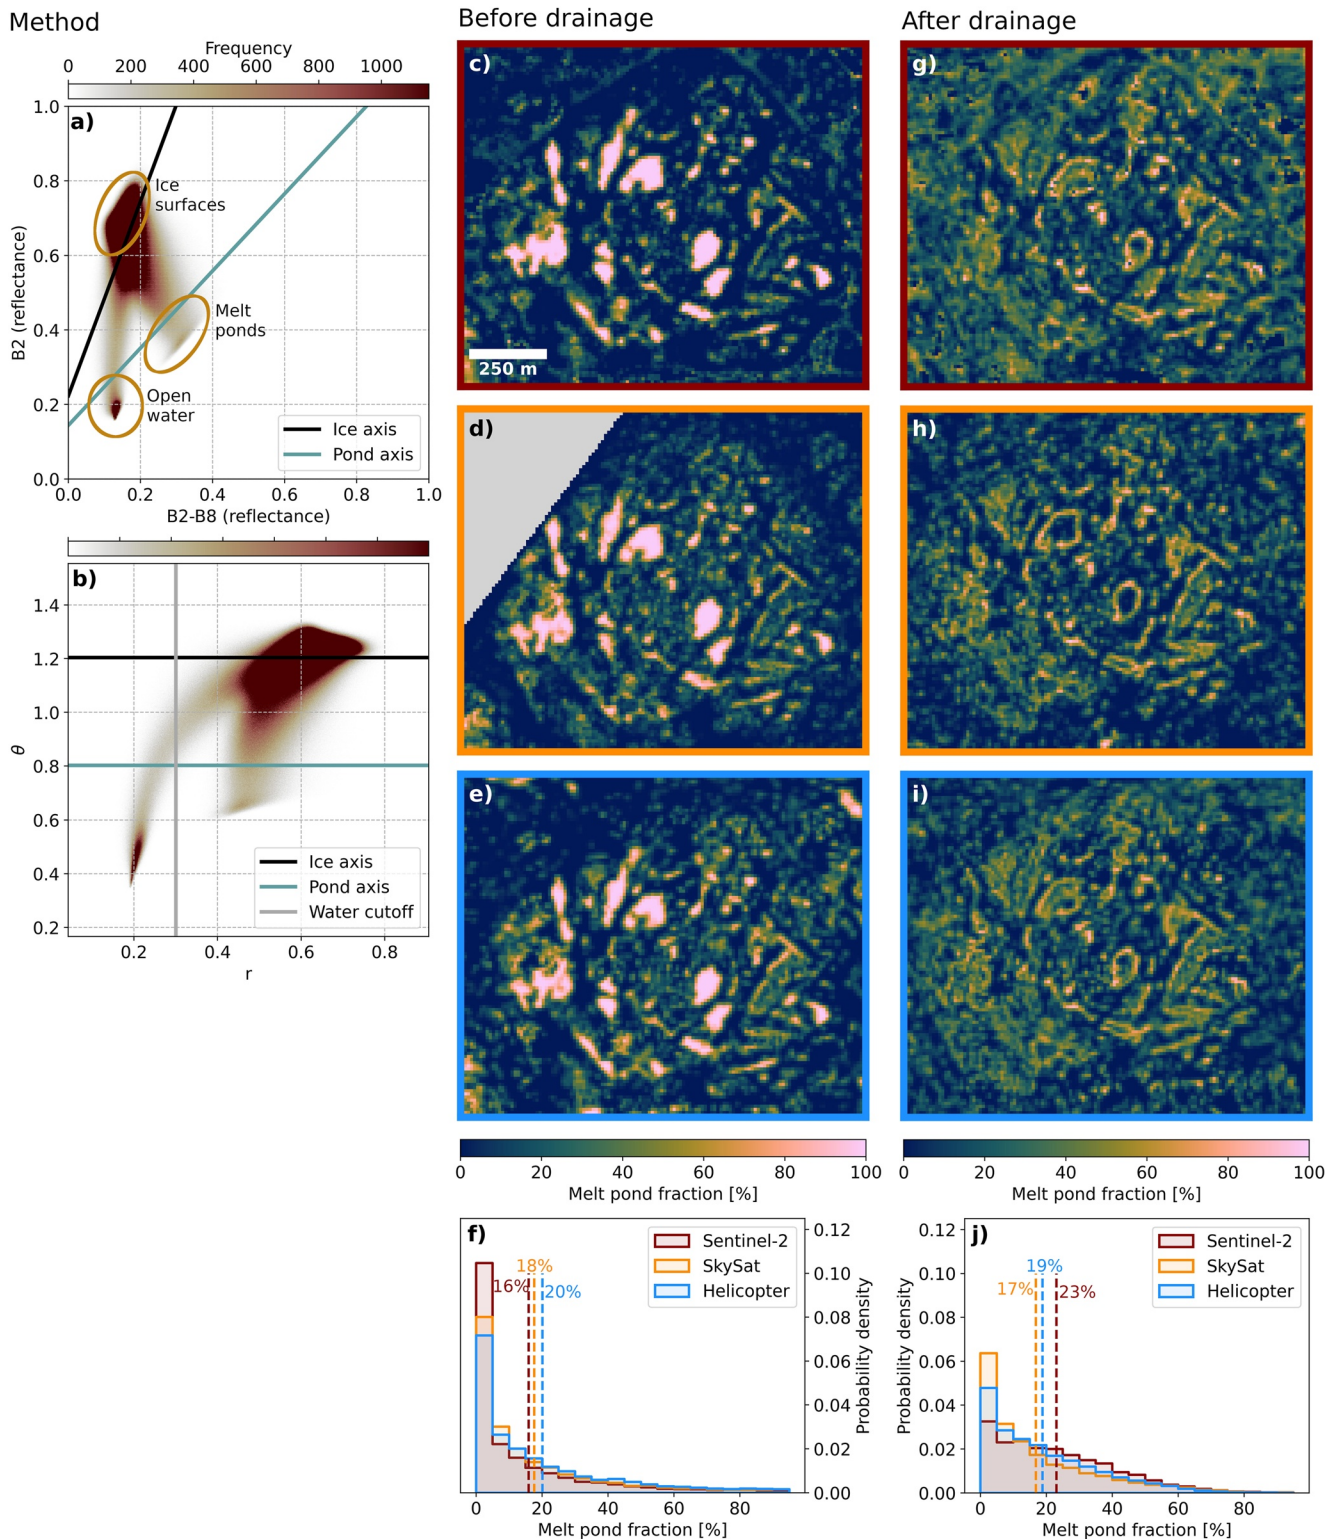 Method
Before drainage
After drainage
Frequency
0 200 400 600 800 1000
a)
1.0
0.8
0.6
0.4
0.2
0.0
B2 (reflectance)
Ice
surfaces
Melt
ponds
Open
water
Ice axis
Pond axis
0.0 0.2 0.4 0.6 0.8 1.0
B2-B8 (reflectance)
b)
1.4
1.2
1.0
0.8
0.6
0.4
0.2
θ
Ice axis
Pond axis
Water cutoff
0.2 0.4 0.6 0.8
r
c)
250 m
d)
e)
0 20 40 60 80 100
Melt pond fraction [%]
f)
Sentinel-2
SkySat
Helicopter
18%
16%
20%
0.12
0.10
0.08
0.06
0.04
0.02
0.00
Probability density
0 20 40 60 80
Melt pond fraction [%]
g)
h)
i)
0 20 40 60 80 100
Melt pond fraction [%]
j)
Sentinel-2
SkySat
Helicopter
19%
17%
23%
0.12
0.10
0.08
0.06
0.04
0.02
0.00
Probability density
0 20 40 60 80
Melt pond fraction [%]